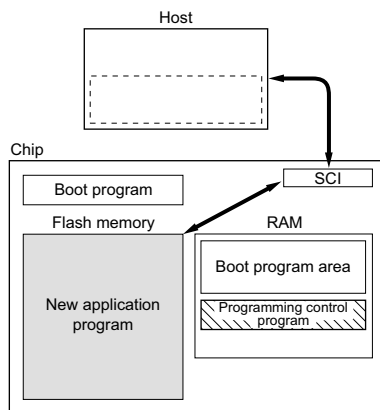 Host
Chip
SCI
Boot program
Flash memory
RAM
New application
program
Boot program area
Programming control
program